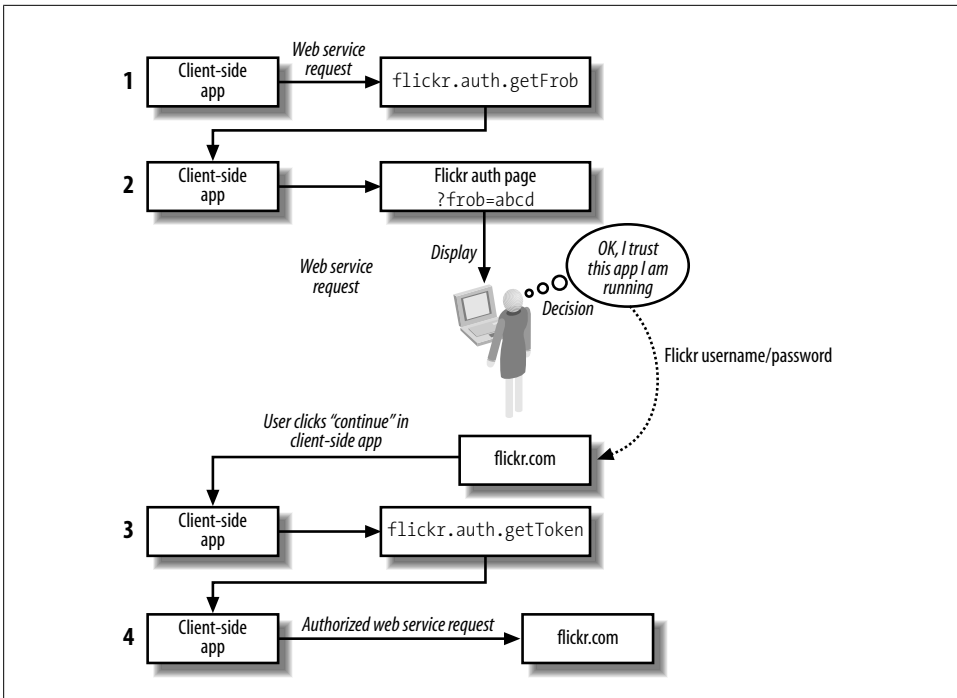 Web service
request
1
Client-side
app
flickr.auth.getFrob
2
Client-side
app
Flickr auth page
?frob=abcd
Web service
request
Display
OK, I trust
this app I am
running
Decision
Flickr username/password
User clicks “continue” in
client-side app
flickr.com
3
Client-side
app
flickr.auth.getToken
4
Client-side
app
Authorized web service request
flickr.com